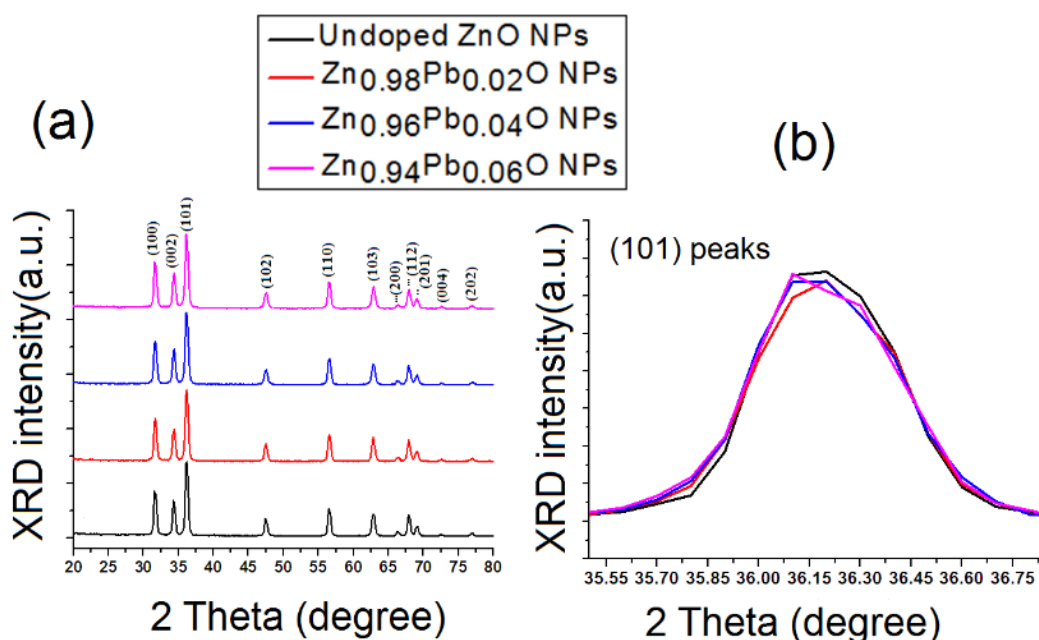 Undoped ZnO NPs
Zn0.98Pb0.02O NPs
Zn0.96Pb0.04O NPs
Zn0.94Pb0.06O NPs
(a)
XRD intensity(a.u.)
(100)
(002)
(101)
(102)
(110)
(103)
(200)
(112)
(201)
(004)
(202)
20 25 30 35 40 45 50 55 60 65 70 75 80
2 Theta (degree)
(b)
XRD intensity(a.u.)
(101) peaks
35.55 35.70 35.85 36.00 36.15 36.30 36.45 36.60 36.75
2 Theta (degree)